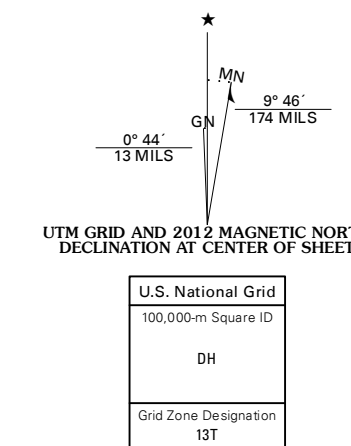 MN
GN
9° 46´
174 MILS
0° 44´
13 MILS
UTM GRID AND 2012 MAGNETIC NORT
DECLINATION AT CENTER OF SHEET
U.S. National Grid
100,000-m Square ID
DH
Grid Zone Designation
13T